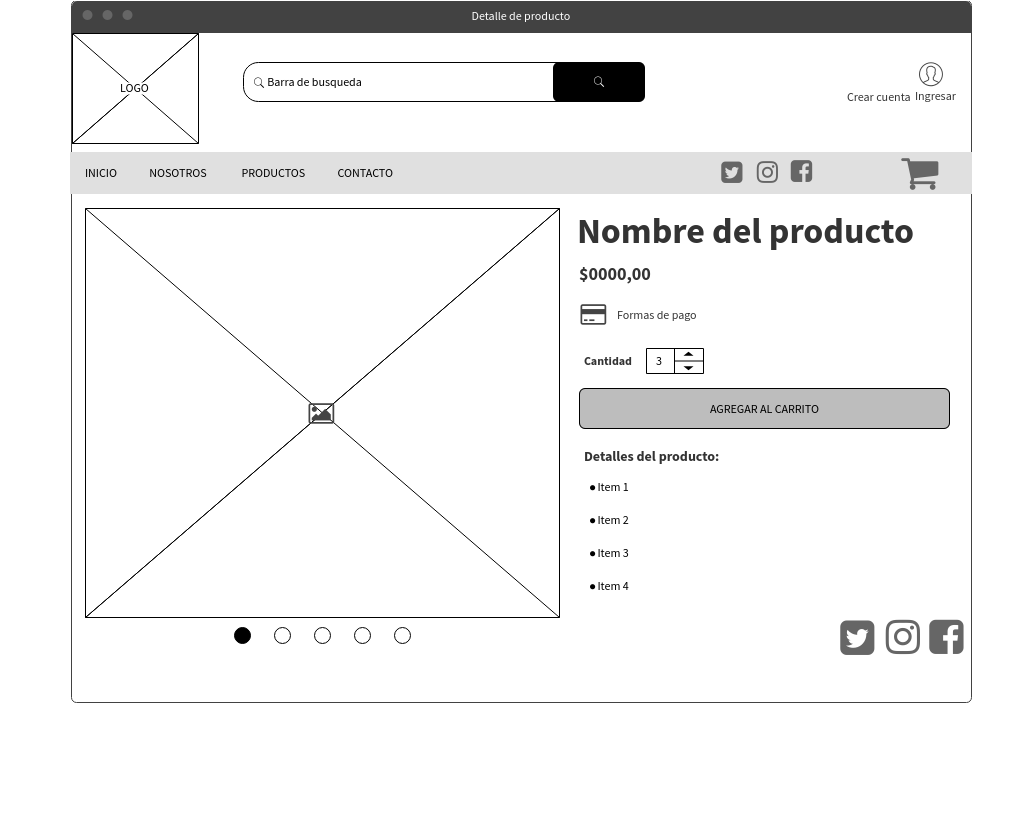 Detalle de producto
LOGO
Barra de busqueda
Crear cuenta Ingresar
INICIO NOSOTROS PRODUCTOS CONTACTO
Nombre del producto
$0000,00
Formas de pago
Cantidad 3
AGREGAR AL CARRITO
Detalles del producto:
Item 1
Item 2
Item 3
Item 4